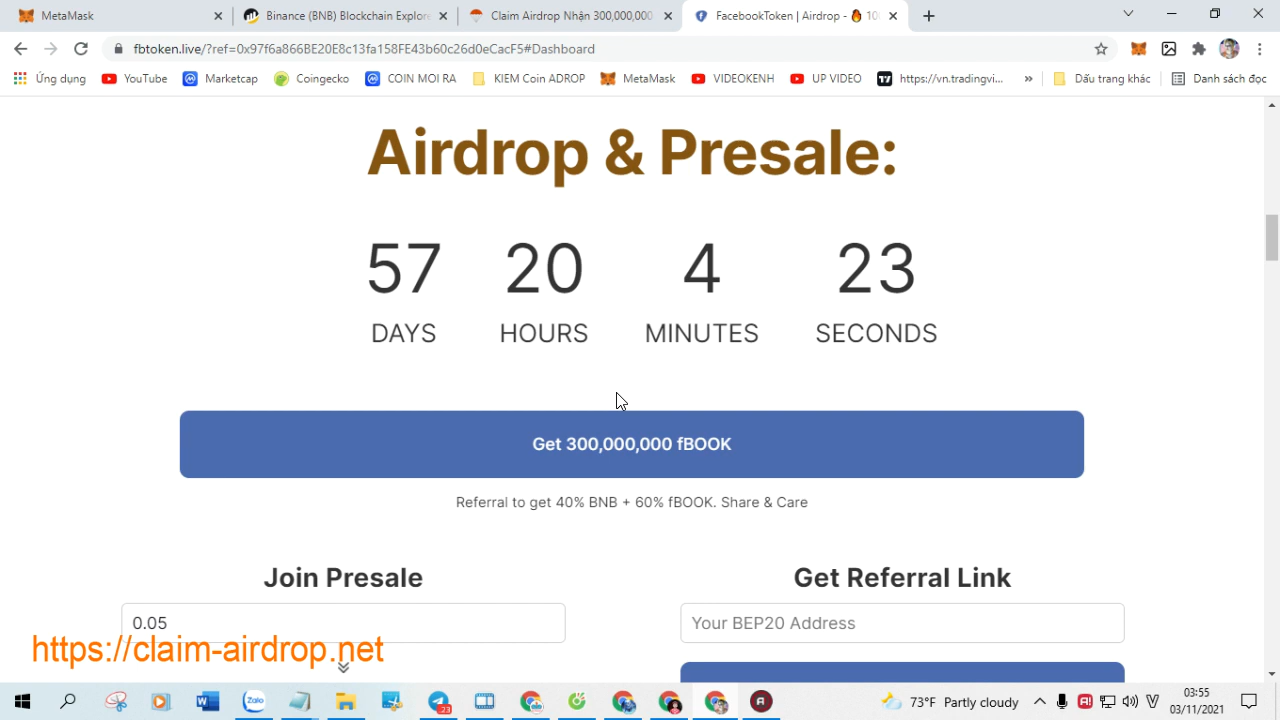 MetaMask
Binance (BNB) Blockchain Explore
Claim Airdrop Nhận 300,000,000
FacebookToken | Airdrop - 🔥 10
fbtoken.live/?ref=0x97f6a866BE20E8c13fa158FE43b60c26d0eCacF5#Dashboard
Ứng dụng
YouTube
Marketcap
Coingecko
COIN MOI RA
KIEM Coin ADROP
MetaMask
VIDEOKENH
UP VIDEO
https://vn.tradingvi...
»
Dấu trang khác
Danh sách đọc
Airdrop & Presale:
57 20 4 23
DAYS HOURS MINUTES SECONDS
Get 300,000,000 fBOOK
Referral to get 40% BNB + 60% fBOOK. Share & Care
Join Presale
Get Referral Link
0.05
Your BEP20 Address
https://claim-airdrop.net
Zalo
23
73°F Partly cloudy
03:55
03/11/2021